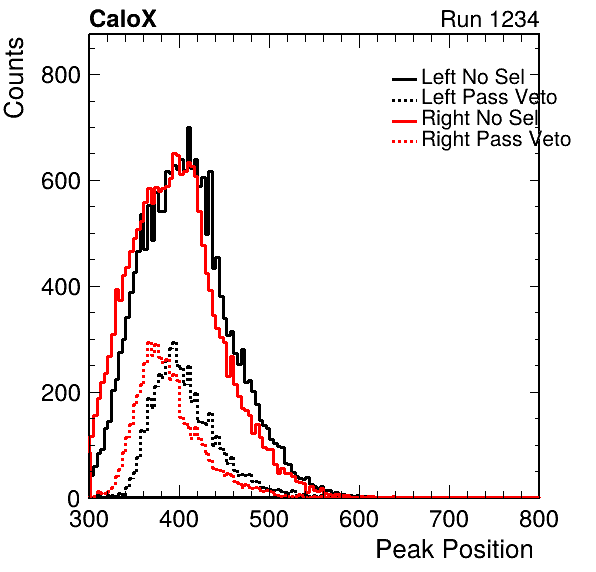 CaloX Run 1234
Counts
800
600
400
200
0
Left No Sel
Left Pass Veto
Right No Sel
Right Pass Veto
300 400 500 600 700 800
Peak Position